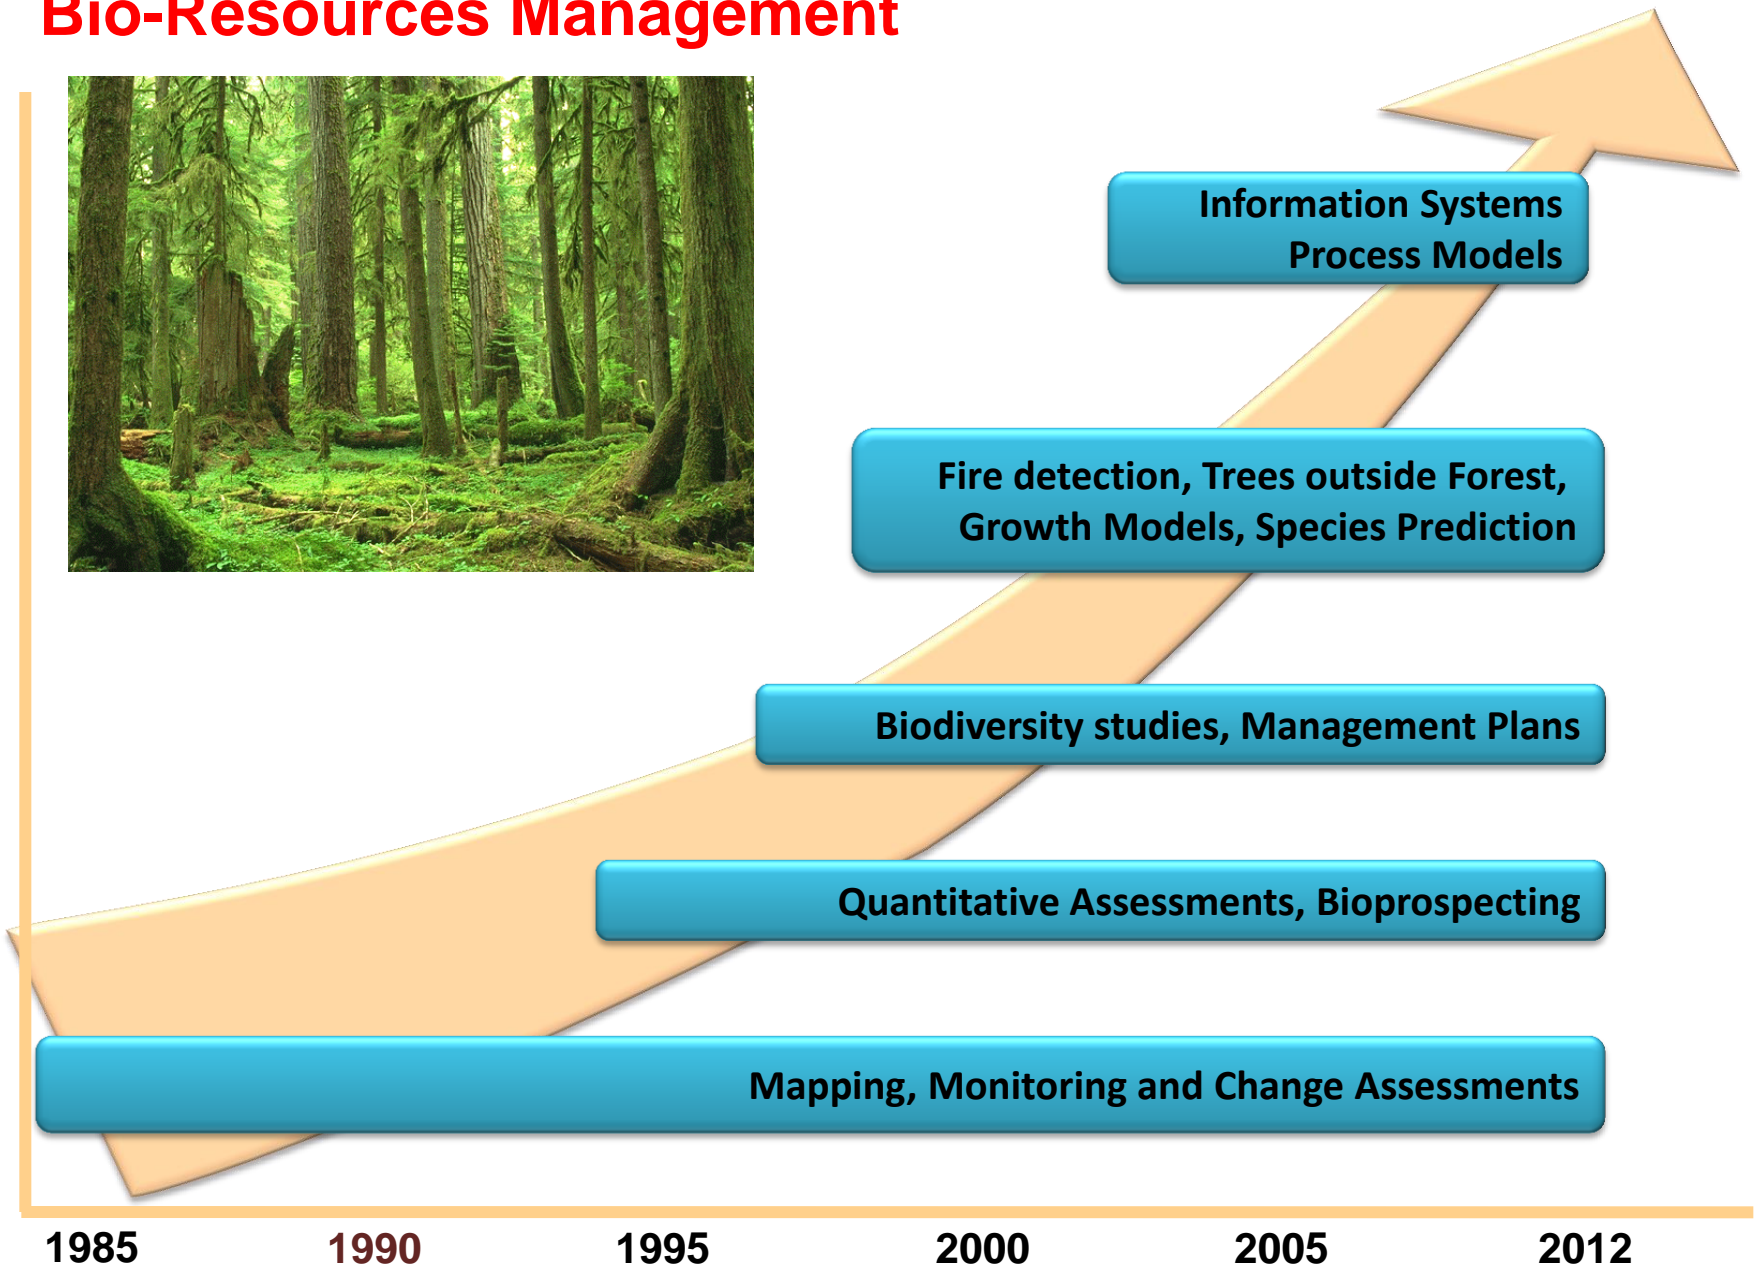 Bio-Resources Management
Information Systems
Process Models
Fire detection, Trees outside Forest,
Growth Models, Species Prediction
Biodiversity studies, Management Plans
Quantitative Assessments, Bioprospecting
Mapping, Monitoring and Change Assessments
1985 1990 1995 2000 2005 2012